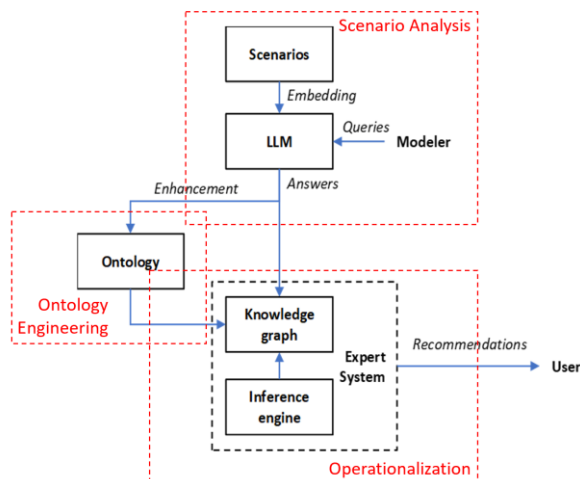 Scenario Analysis
Scenarios
Embedding
LLM
Queries
Modeler
Enhancement
Answers
Ontology
Ontology
Engineering
Knowledge
graph
Expert
System
Recommendations
User
Inference
engine
Operationalization